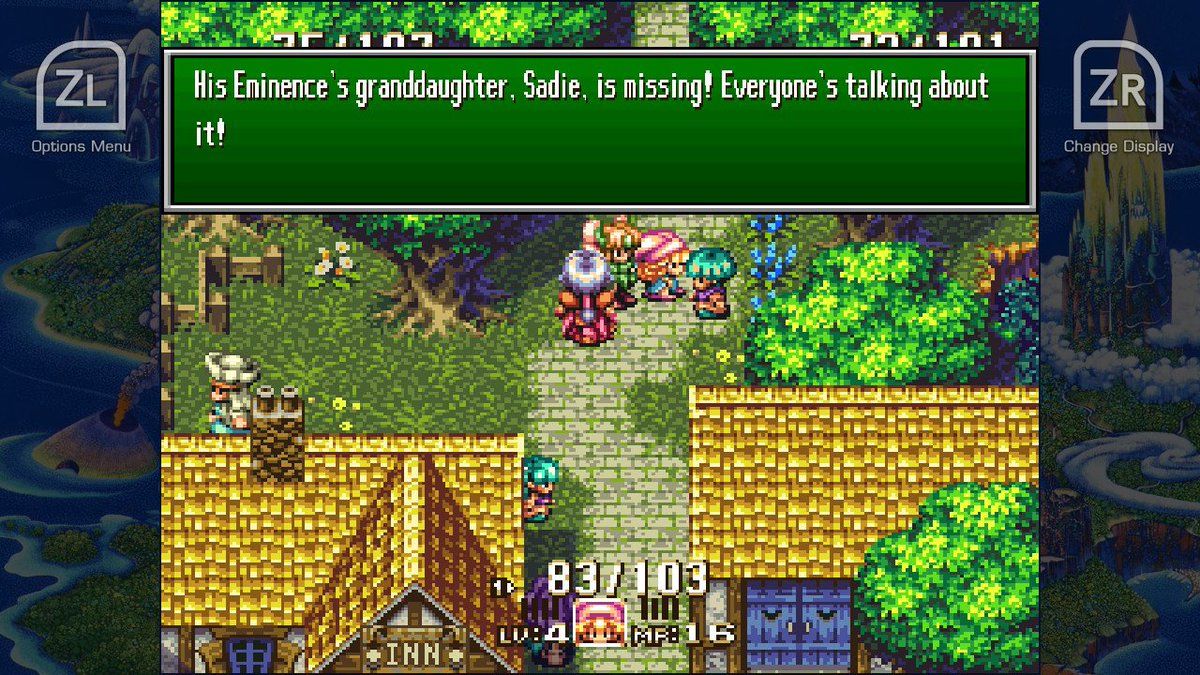 ZL
Options Menu
ZR
Change Display
His Eminence's granddaughter, Sadie, is missing! Everyone's talking about
it!
83/103
LV:4 MP:16
INN